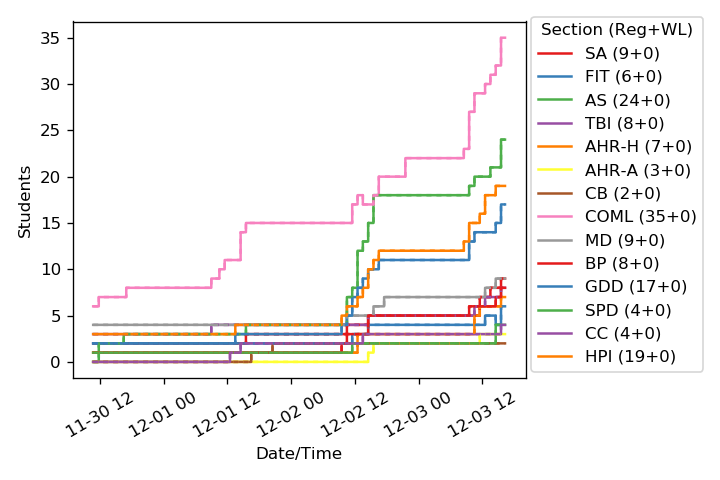 Section (Reg+WL)
SA (9+0)
FIT (6+0)
AS (24+0)
TBI (8+0)
AHR-H (7+0)
AHR-A (3+0)
CB (2+0)
COML (35+0)
MD (9+0)
BP (8+0)
GDD (17+0)
SPD (4+0)
CC (4+0)
HPI (19+0)
35
30
25
20
15
10
5
0
Students
11-30 12
12-01 00
12-01 12
12-02 00
12-02 12
12-03 00
12-03 12
Date/Time